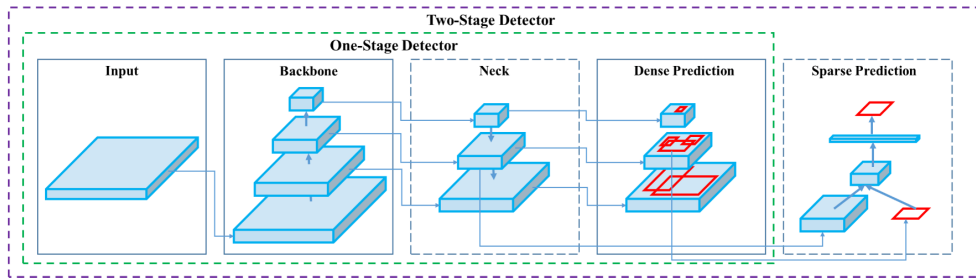 Two-Stage Detector
One-Stage Detector
Input
Backbone
Neck
Dense Prediction
Sparse Prediction